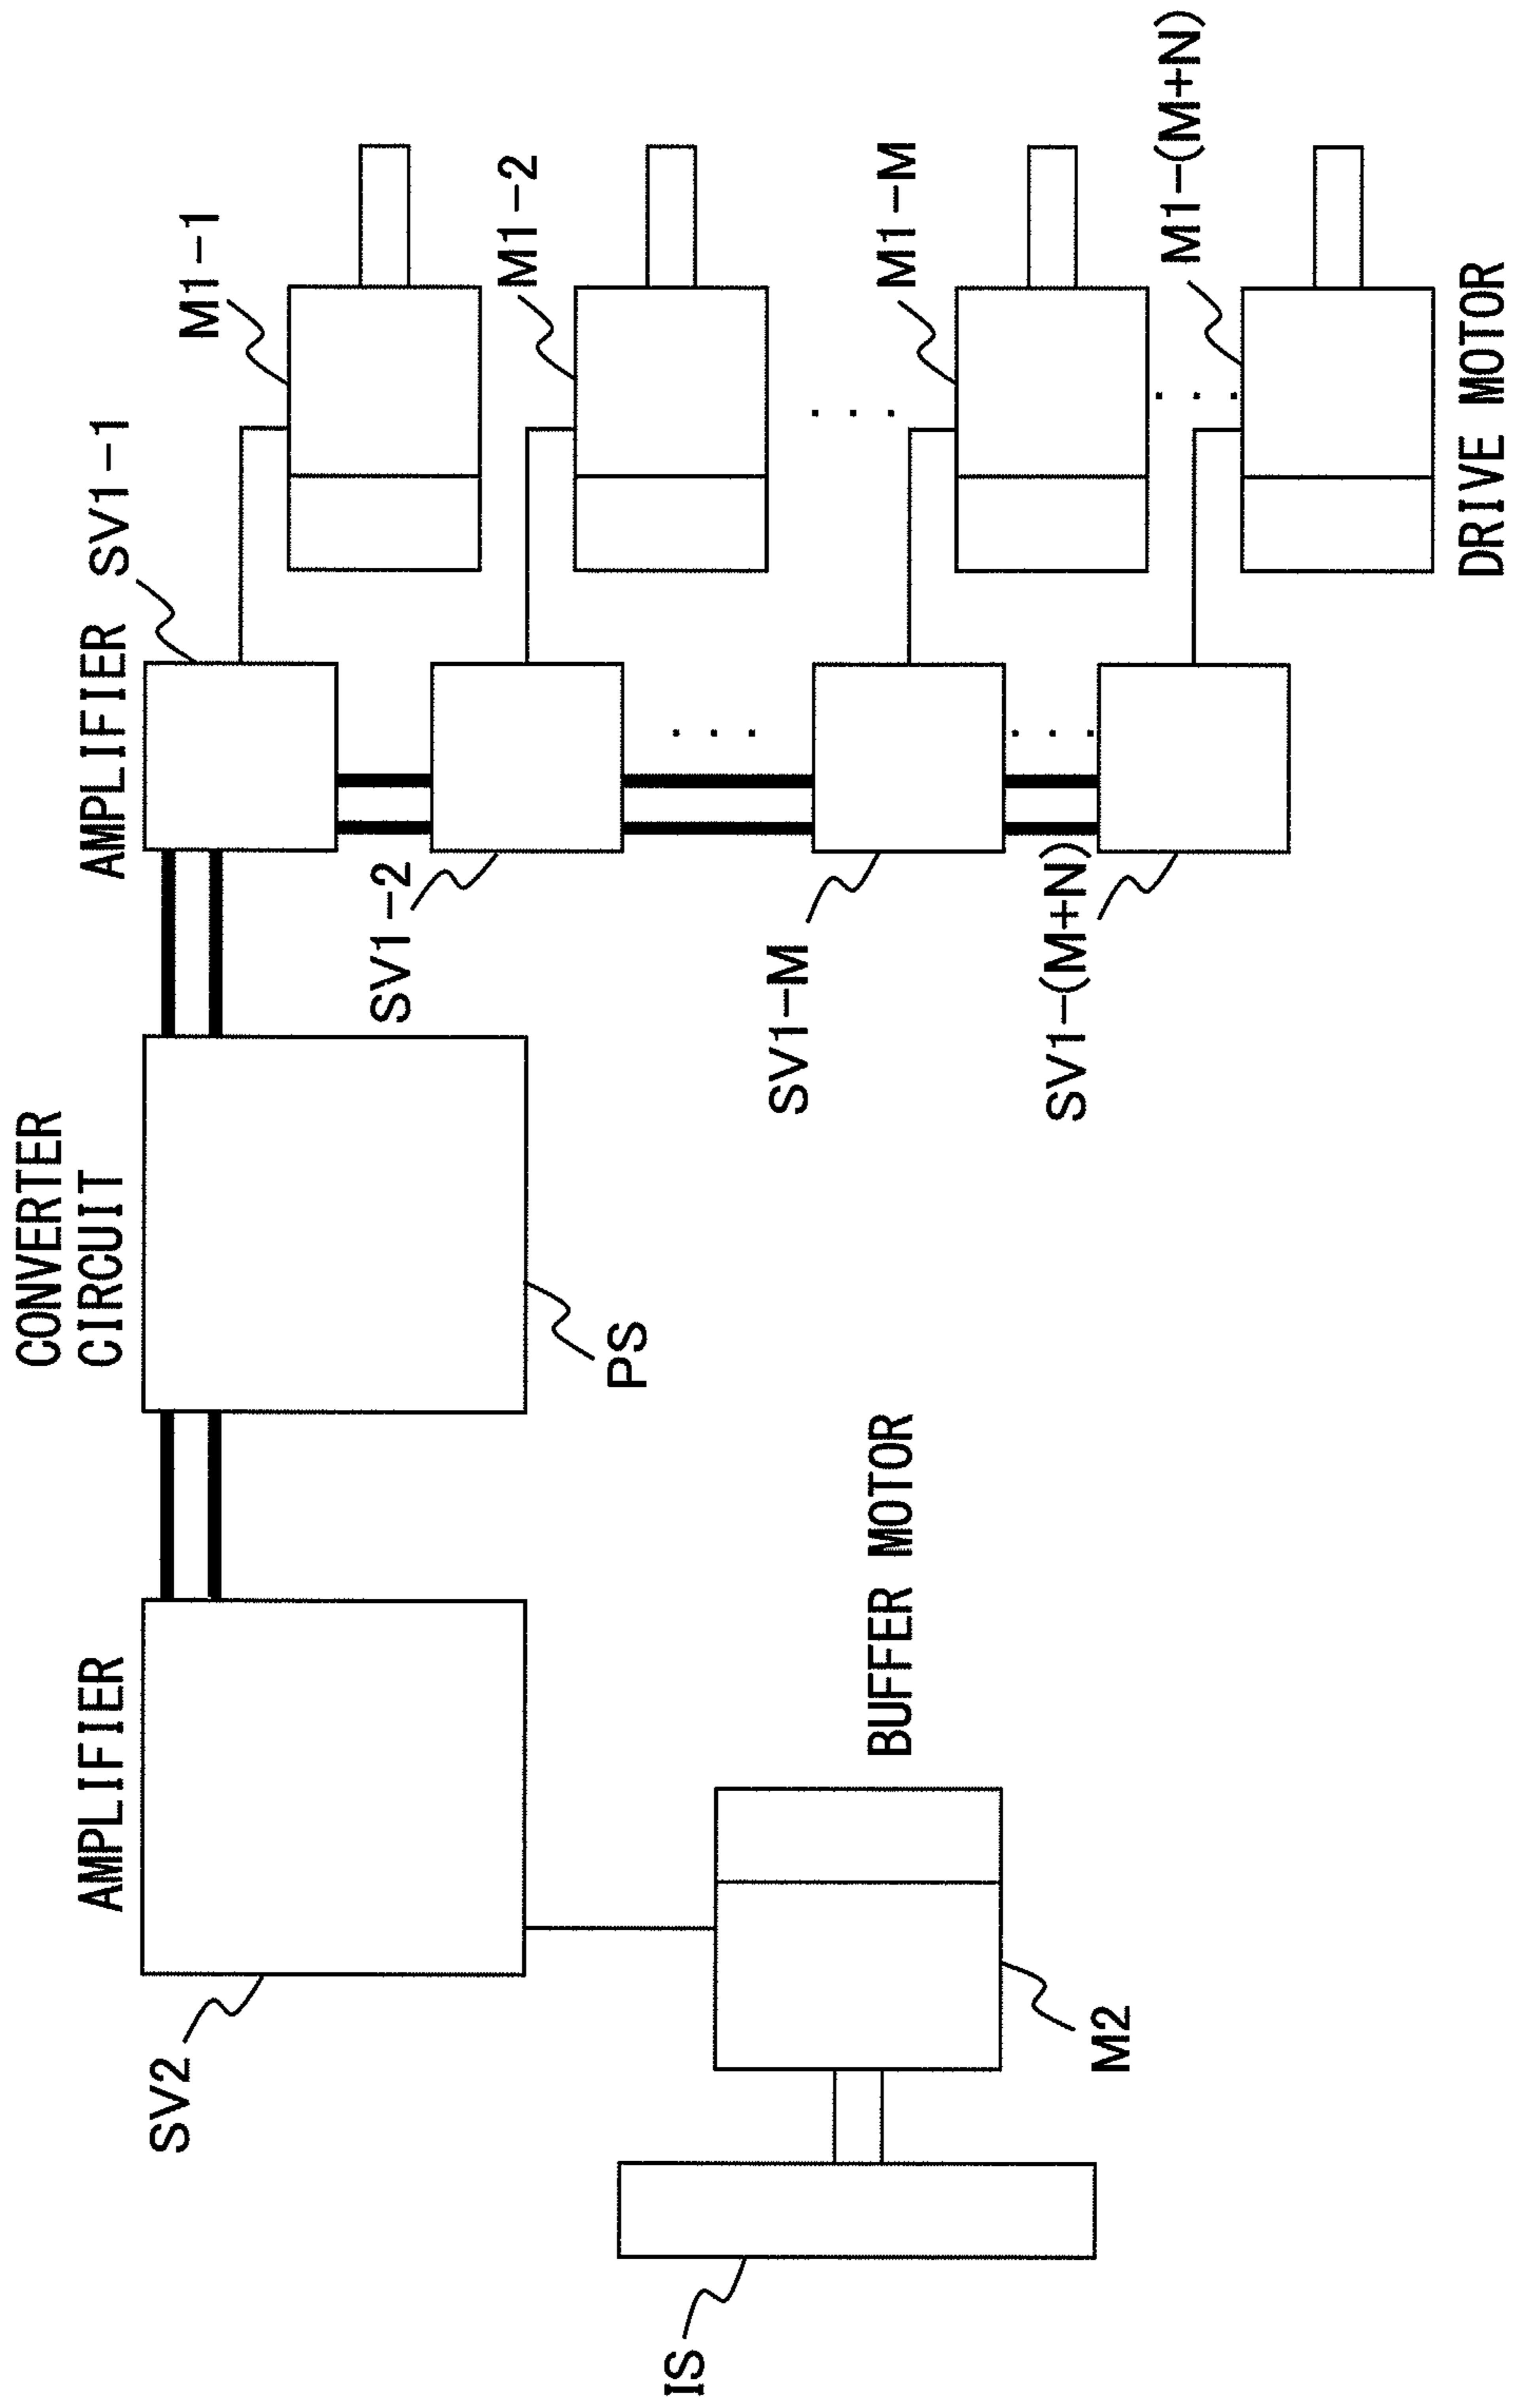 CONVERTER
CIRCUIT
AMPLIFIER
AMPLIFIER
SV1-1
M1-1
M1-2
M1-M
M1-(M+N)
SV2
PS
SV1-2
SV1-M
SV1-(M+N)
DRIVE MOTOR
BUFFER MOTOR
M2
IS